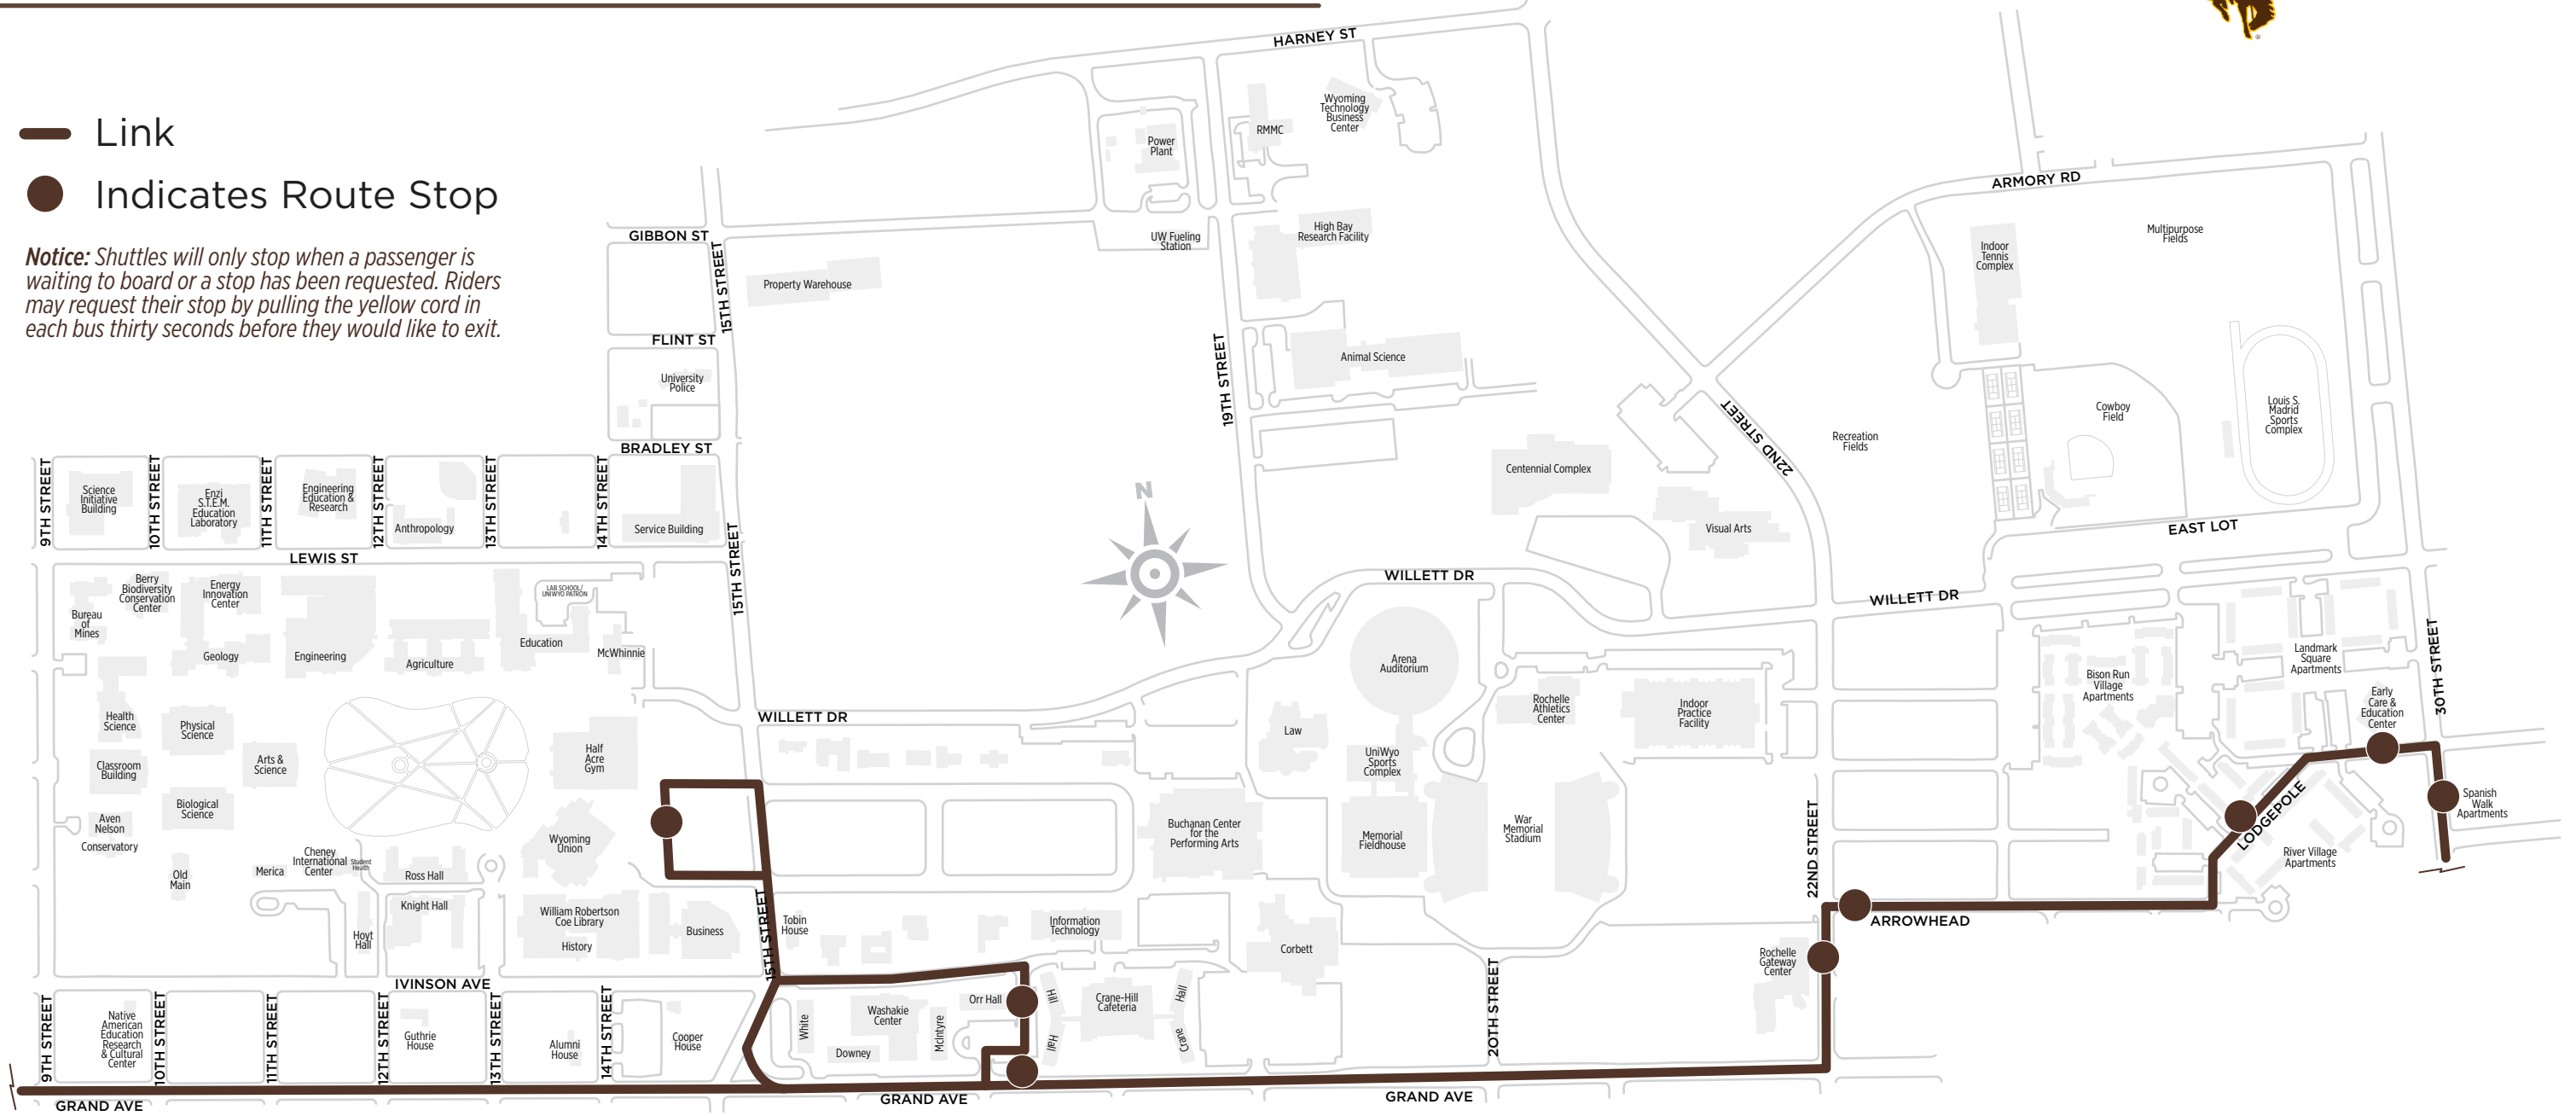 HARNEY ST
Link
Indicates Route Stop
Notice: Shuttles will only stop when a passenger is
waiting to board or a stop has been requested. Riders
may request their stop by pulling the yellow cord in
each bus thirty seconds before they would like to exit.
Power
Plant
RMMC
Wyoming
Technology
Business
Center
ARMORY RD
GIBBON ST
15TH STREET
UW Fueling
Station
High Bay
Research Facility
Indoor
Tennis
Complex
Multipurpose
Fields
Property Warehouse
FLINT ST
University
Police
19TH STREET
Animal Science
22ND STREET
Cowboy
Field
Louis S.
Madrid
Sports
Complex
Recreation
Fields
BRADLEY ST
9TH STREET
10TH STREET
11TH STREET
12TH STREET
13TH STREET
14TH STREET
Science
Initiative
Building
Enzi
S.T.E.M.
Education
Laboratory
Engineering
Education &
Research
Anthropology
Service Building
N
Centennial Complex
Visual Arts
EAST LOT
LEWIS ST
15TH STREET
WILLETT DR
WILLETT DR
Bureau
of
Mines
Berry
Biodiversity
Conservation
Center
Energy
Innovation
Center
LAB SCHOOL/
UNIWYO PATRON
Geology
Engineering
Agriculture
Education
McWhinnie
Arena
Auditorium
Bison Run
Village
Apartments
Landmark
Square
Apartments
30TH STREET
Health
Science
Physical
Science
Half
Acre
Gym
WILLETT DR
Law
Rochelle
Athletics
Center
Indoor
Practice
Facility
Early
Care &
Education
Center
Classroom
Building
Arts &
Science
UniWyo
Sports
Complex
Biological
Science
Aven
Nelson
Conservatory
Wyoming
Union
Buchanan Center
for the
Performing Arts
Memorial
Fieldhouse
War
Memorial
Stadium
22ND STREET
LODGEPOLE
Spanish
Walk
Apartments
River Village
Apartments
Old
Main
Merica
Cheney
International
Center
Student
Health
Ross Hall
Knight Hall
Hoyt
Hall
William Robertson
Coe Library
History
Business
15TH STREET
Tobin
House
Information
Technology
Corbett
ARROWHEAD
Rochelle
Gateway
Center
IVINSON AVE
9TH STREET
10TH STREET
11TH STREET
12TH STREET
13TH STREET
14TH STREET
Native
American
Education
Research
& Cultural
Center
Guthrie
House
Alumni
House
Cooper
House
White
Washakie
Center
Downey
McIntyre
Orr Hall
Hill
Hall
Crane-Hill
Cafeteria
Hall
Crane
20TH STREET
GRAND AVE
GRAND AVE
GRAND AVE